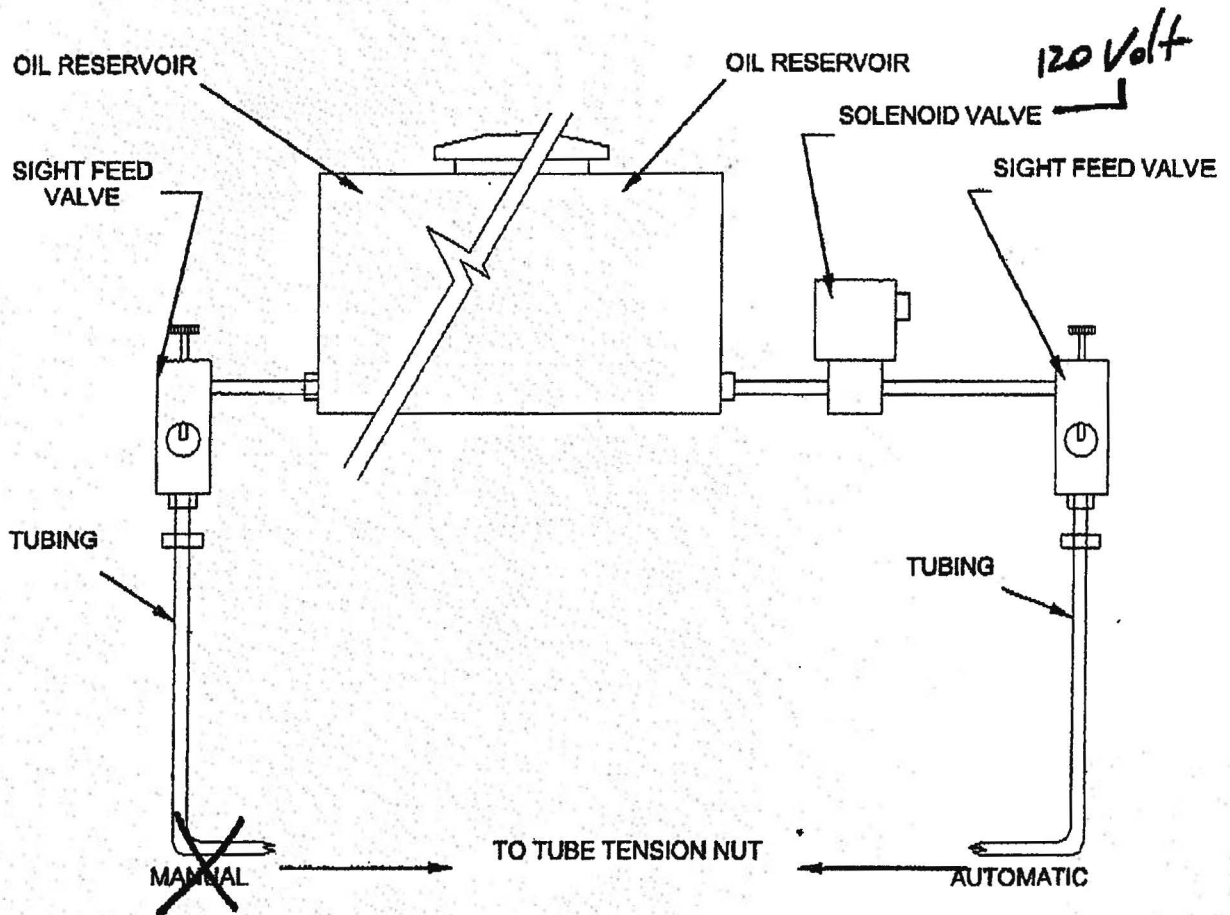 120 Volt
OIL RESERVOIR
OIL RESERVOIR
SOLENOID VALVE
SIGHT FEED
VALVE
SIGHT FEED VALVE
TUBING
TUBING
TO TUBE TENSION NUT
MANUAL
AUTOMATIC